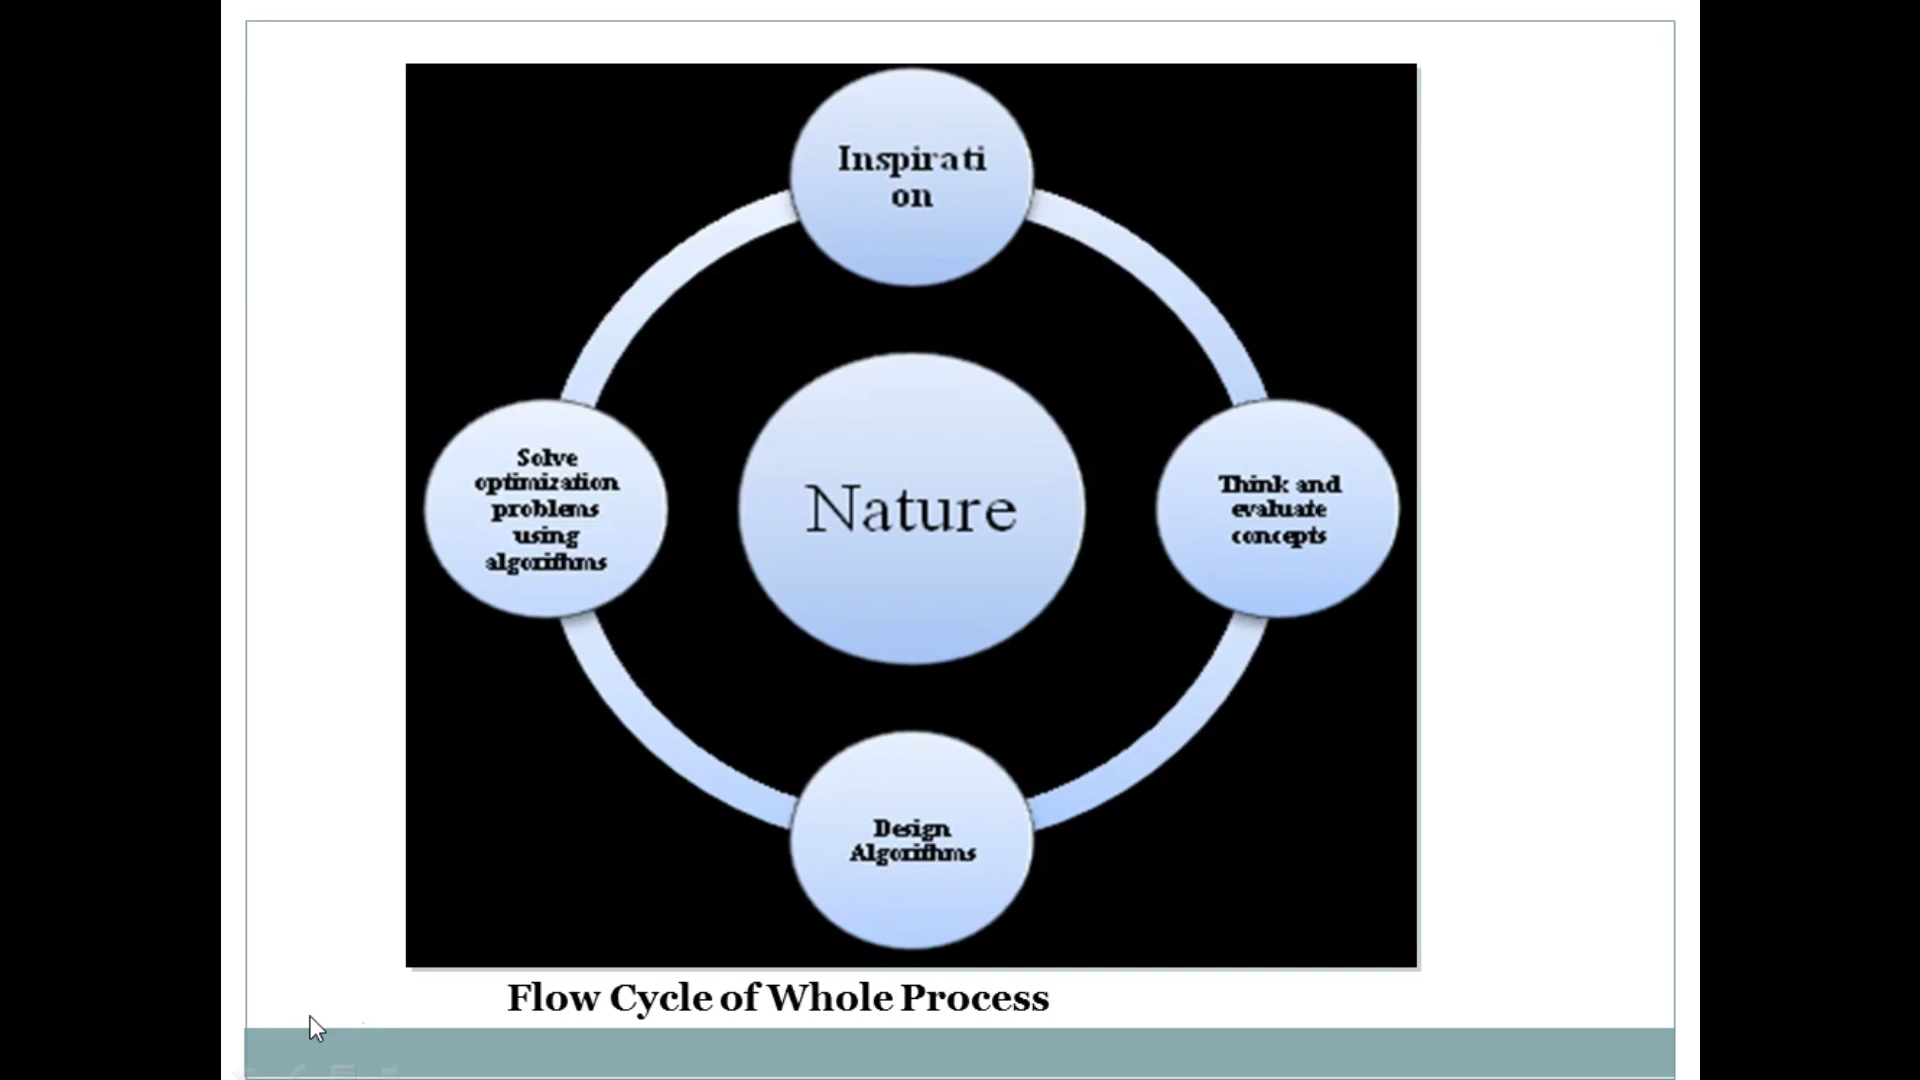 Inspirati
on
Solve
optimization
problems
using
algorithms
Nature
Think and
evaluate
concepts
Design
Algorithms
Flow Cycle of Whole Process